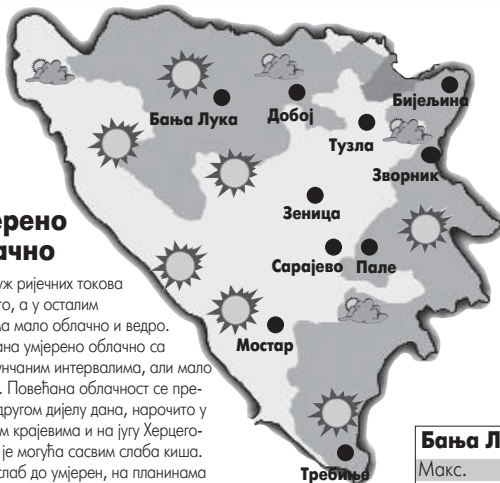 Бања Лука
Добој
Бијељина
Тузла
Зворник
Зеница
Сарајево
Пале
Мостар
Требиње
ерено
ачно
уж ријечних токова
то, а у осталим
а мало облачно и ведро.
ана умјерено облачно са
унчаним интервалима, али мало
. Повећана облачност се пре-
другом дијелу дана, нарочито у
м крајевима и на југу Херцего-
је могућа сасвим слаба киша.
слаб до умјерен, на планинама
Бања Л
Макс.